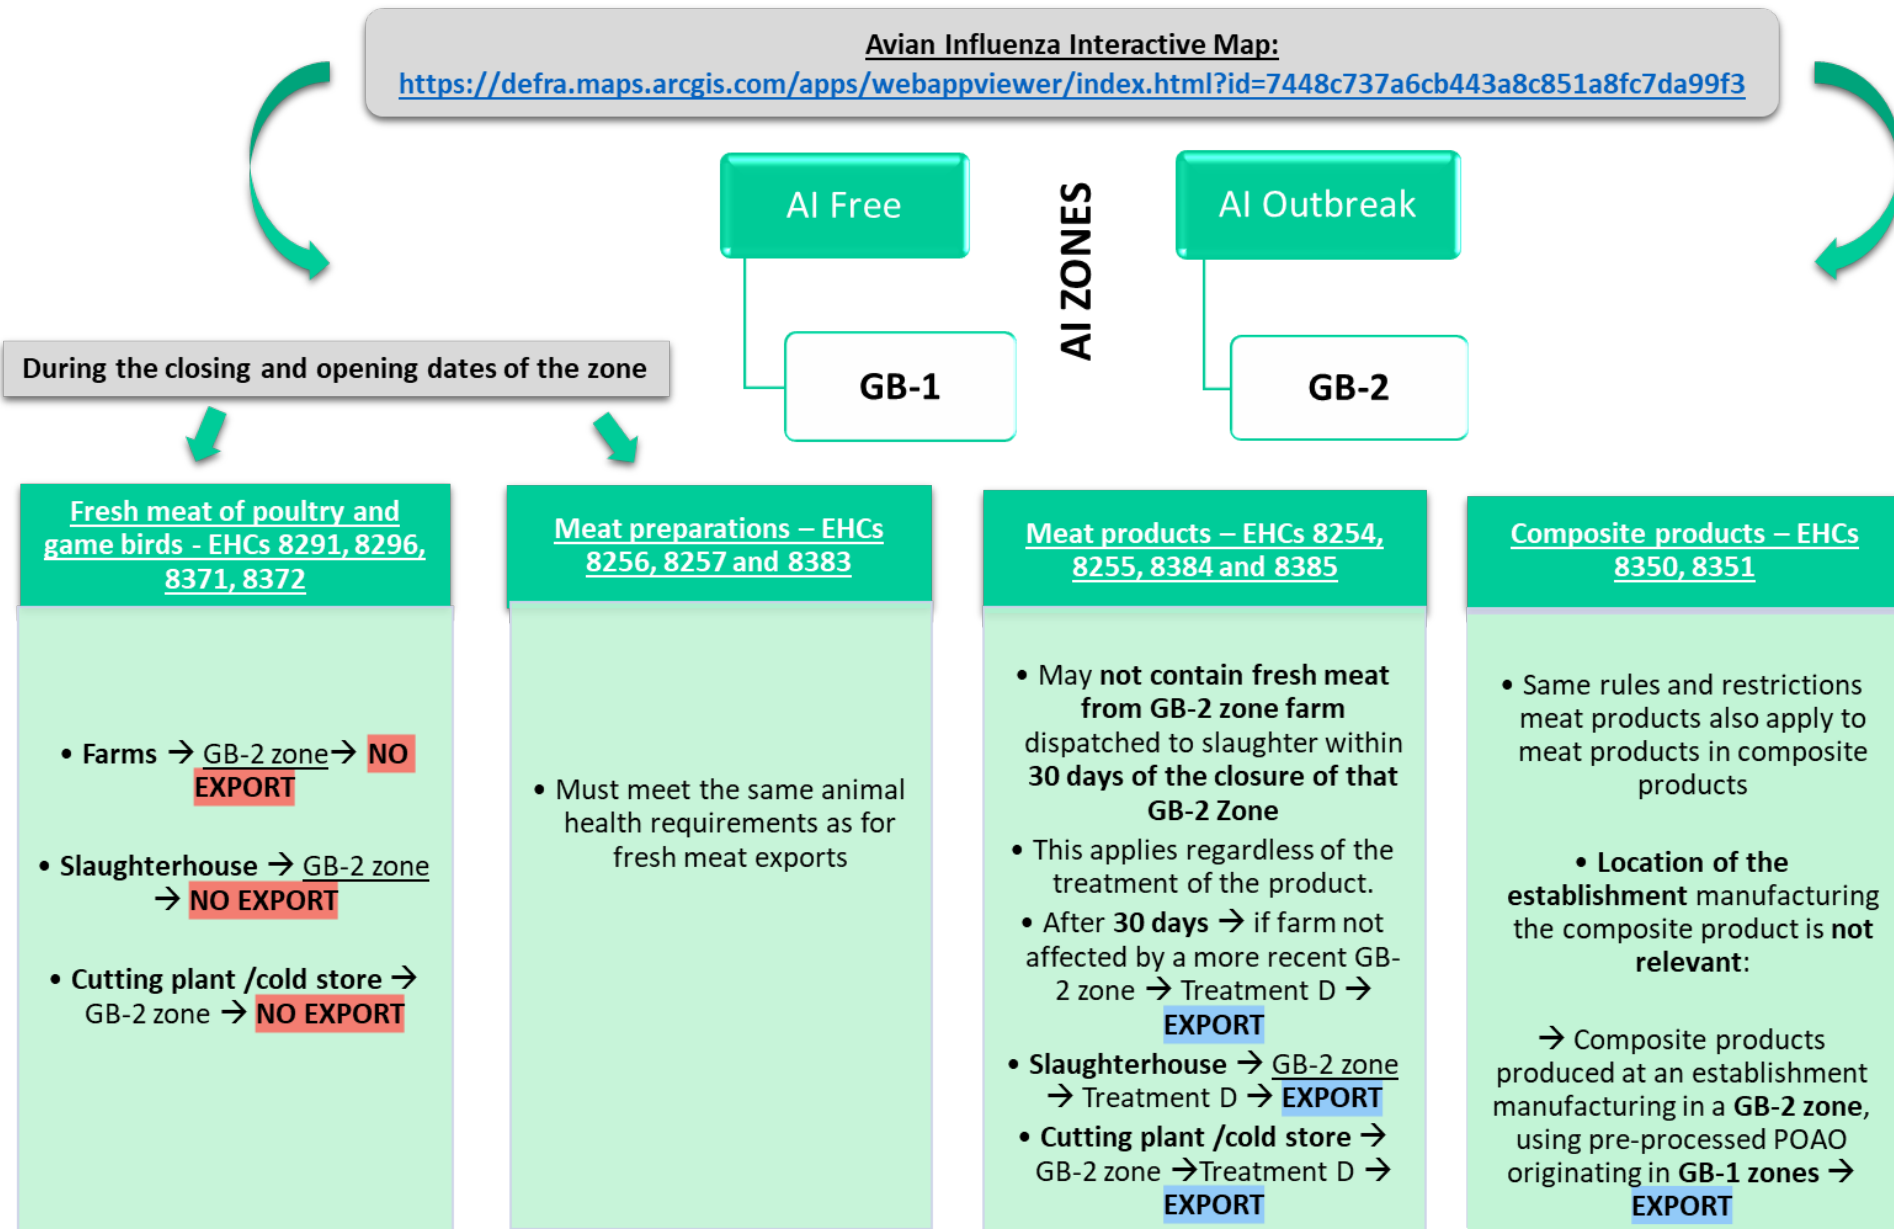 Avian Influenza Interactive Map:
https://defra.maps.arcgis.com/apps/webappviewer/index.html?id=7448c737a6cb443a8c851a8fc7da99f3
AI Free
AI ZONES
AI Outbreak
GB-1
GB-2
During the closing and opening dates of the zone
Fresh meat of poultry and
game birds - EHCs 8291, 8296,
8371, 8372
• Farms → GB-2 zone→ NO
EXPORT
• Slaughterhouse → GB-2 zone
→ NO EXPORT
• Cutting plant /cold store →
GB-2 zone → NO EXPORT
Meat preparations – EHCs
8256, 8257 and 8383
• Must meet the same animal
health requirements as for
fresh meat exports
Meat products – EHCs 8254,
8255, 8384 and 8385
• May not contain fresh meat
from GB-2 zone farm
dispatched to slaughter within
30 days of the closure of that
GB-2 Zone
• This applies regardless of the
treatment of the product.
• After 30 days → if farm not
affected by a more recent GB-
2 zone → Treatment D →
EXPORT
• Slaughterhouse → GB-2 zone
→ Treatment D → EXPORT
• Cutting plant /cold store →
GB-2 zone →Treatment D →
EXPORT
Composite products – EHCs
8350, 8351
• Same rules and restrictions
meat products also apply to
meat products in composite
products
• Location of the
establishment manufacturing
the composite product is not
relevant:
→ Composite products
produced at an establishment
manufacturing in a GB-2 zone,
using pre-processed POAO
originating in GB-1 zones →
EXPORT